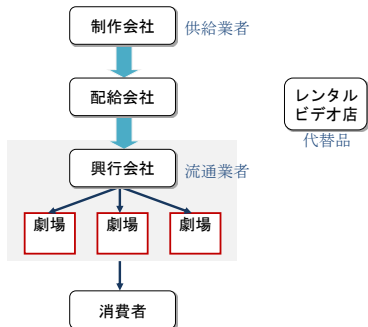 制作会社
供給業者
配給会社
レンタル
ビデオ店
代替品
興行会社
流通業者
劇場
劇場
劇場
消費者